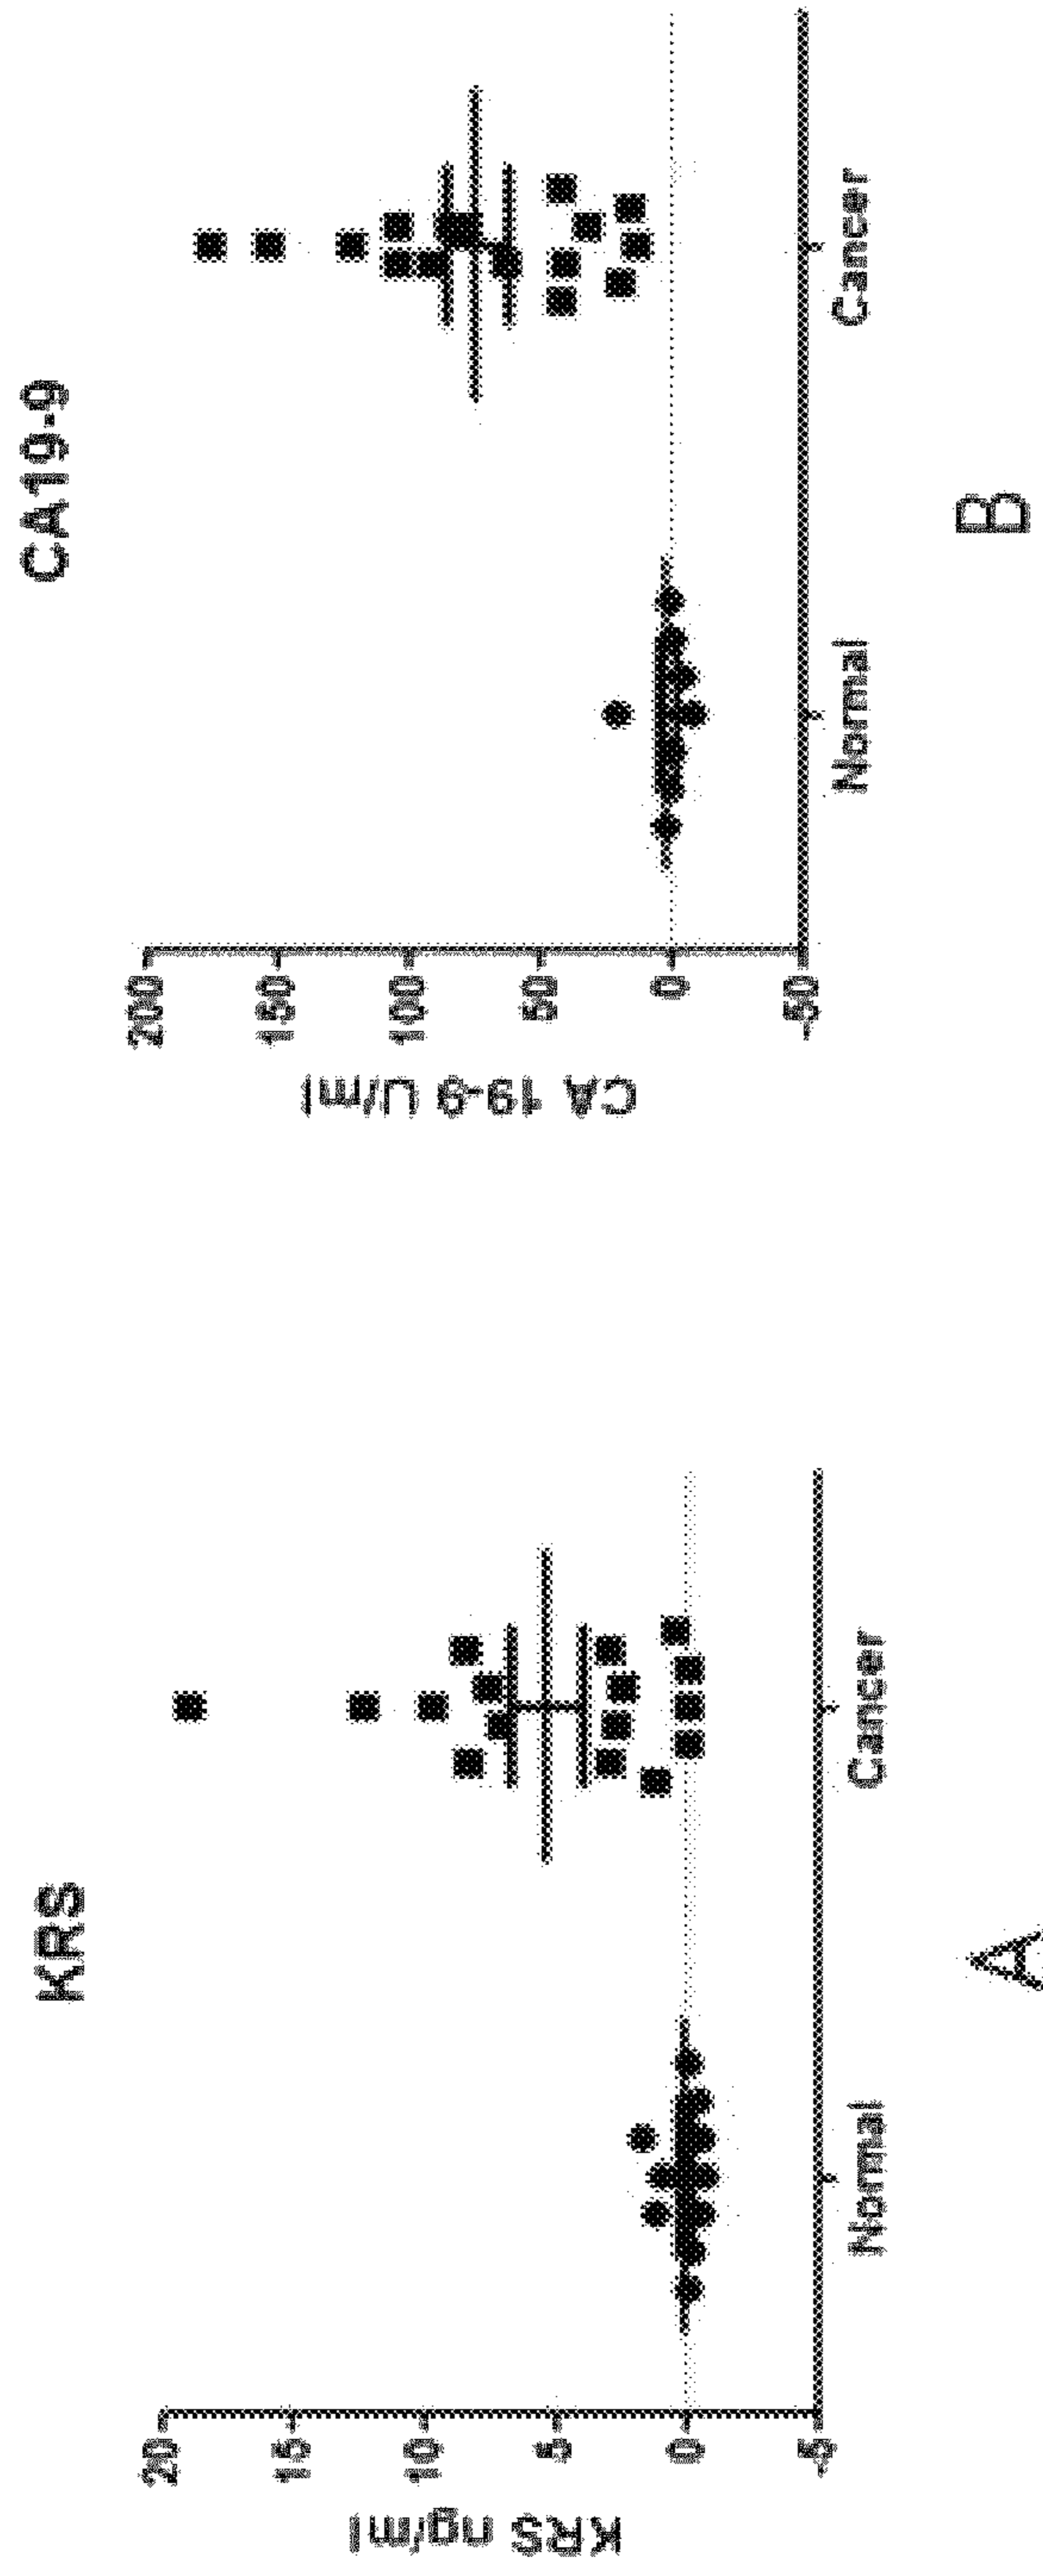 KRS
KRS ng/ml
20
15
10
5
0
-5
Normal
Cancer
A
CA19-9
CA 19-9 U/ml
200
150
100
50
0
-50
Normal
Cancer
B